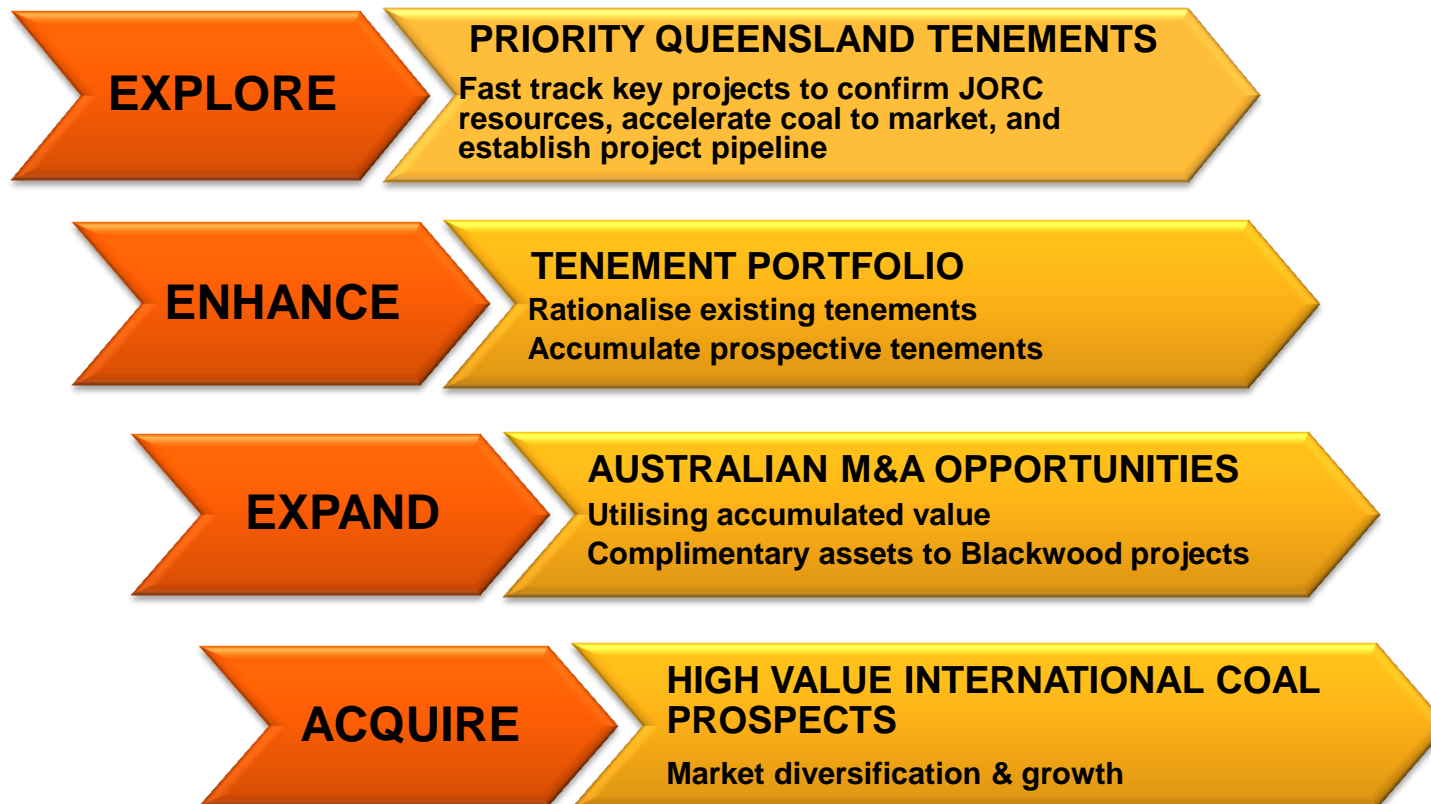 EXPLORE
PRIORITY QUEENSLAND TENEMENTS
Fast track key projects to confirm JORC
resources, accelerate coal to market, and
establish project pipeline
ENHANCE
TENEMENT PORTFOLIO
Rationalise existing tenements
Accumulate prospective tenements
EXPAND
AUSTRALIAN M&A OPPORTUNITIES
Utilising accumulated value
Complimentary assets to Blackwood projects
ACQUIRE
HIGH VALUE INTERNATIONAL COAL
PROSPECTS
Market diversification & growth